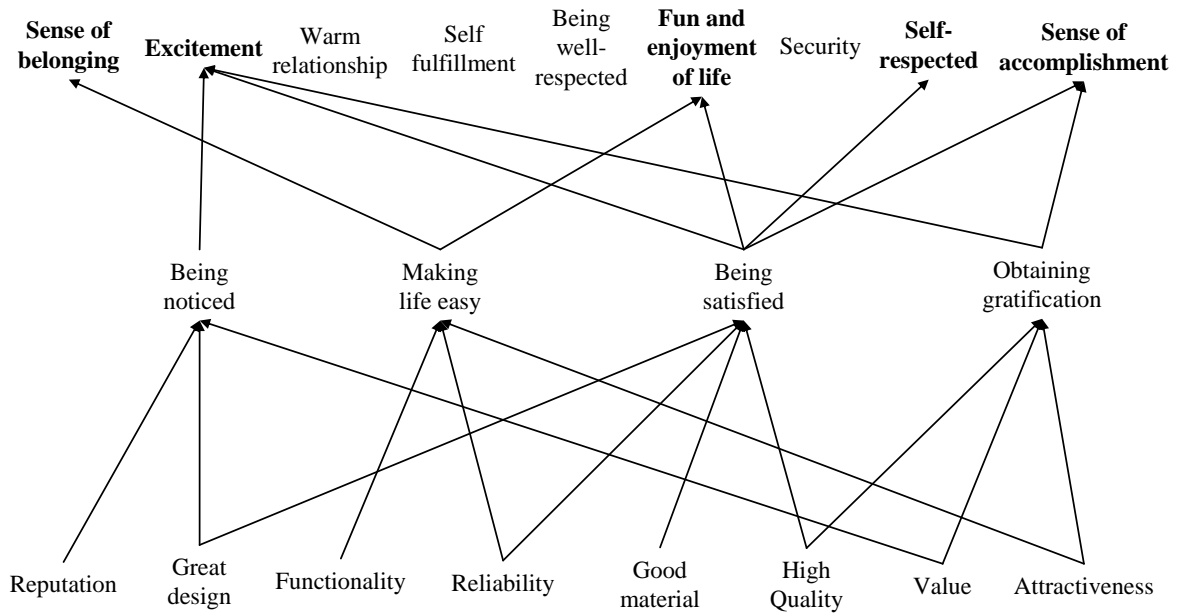 Sense of
belonging
Excitement
Warm
relationship
Self
fulfillment
Being
well-
respected
Fun and
enjoyment
of life
Security
Self-
respected
Sense of
accomplishment
Being
noticed
Making
life easy
Being
satisfied
Obtaining
gratification
Reputation
Great
design
Functionality
Reliability
Good
material
High
Quality
Value
Attractiveness